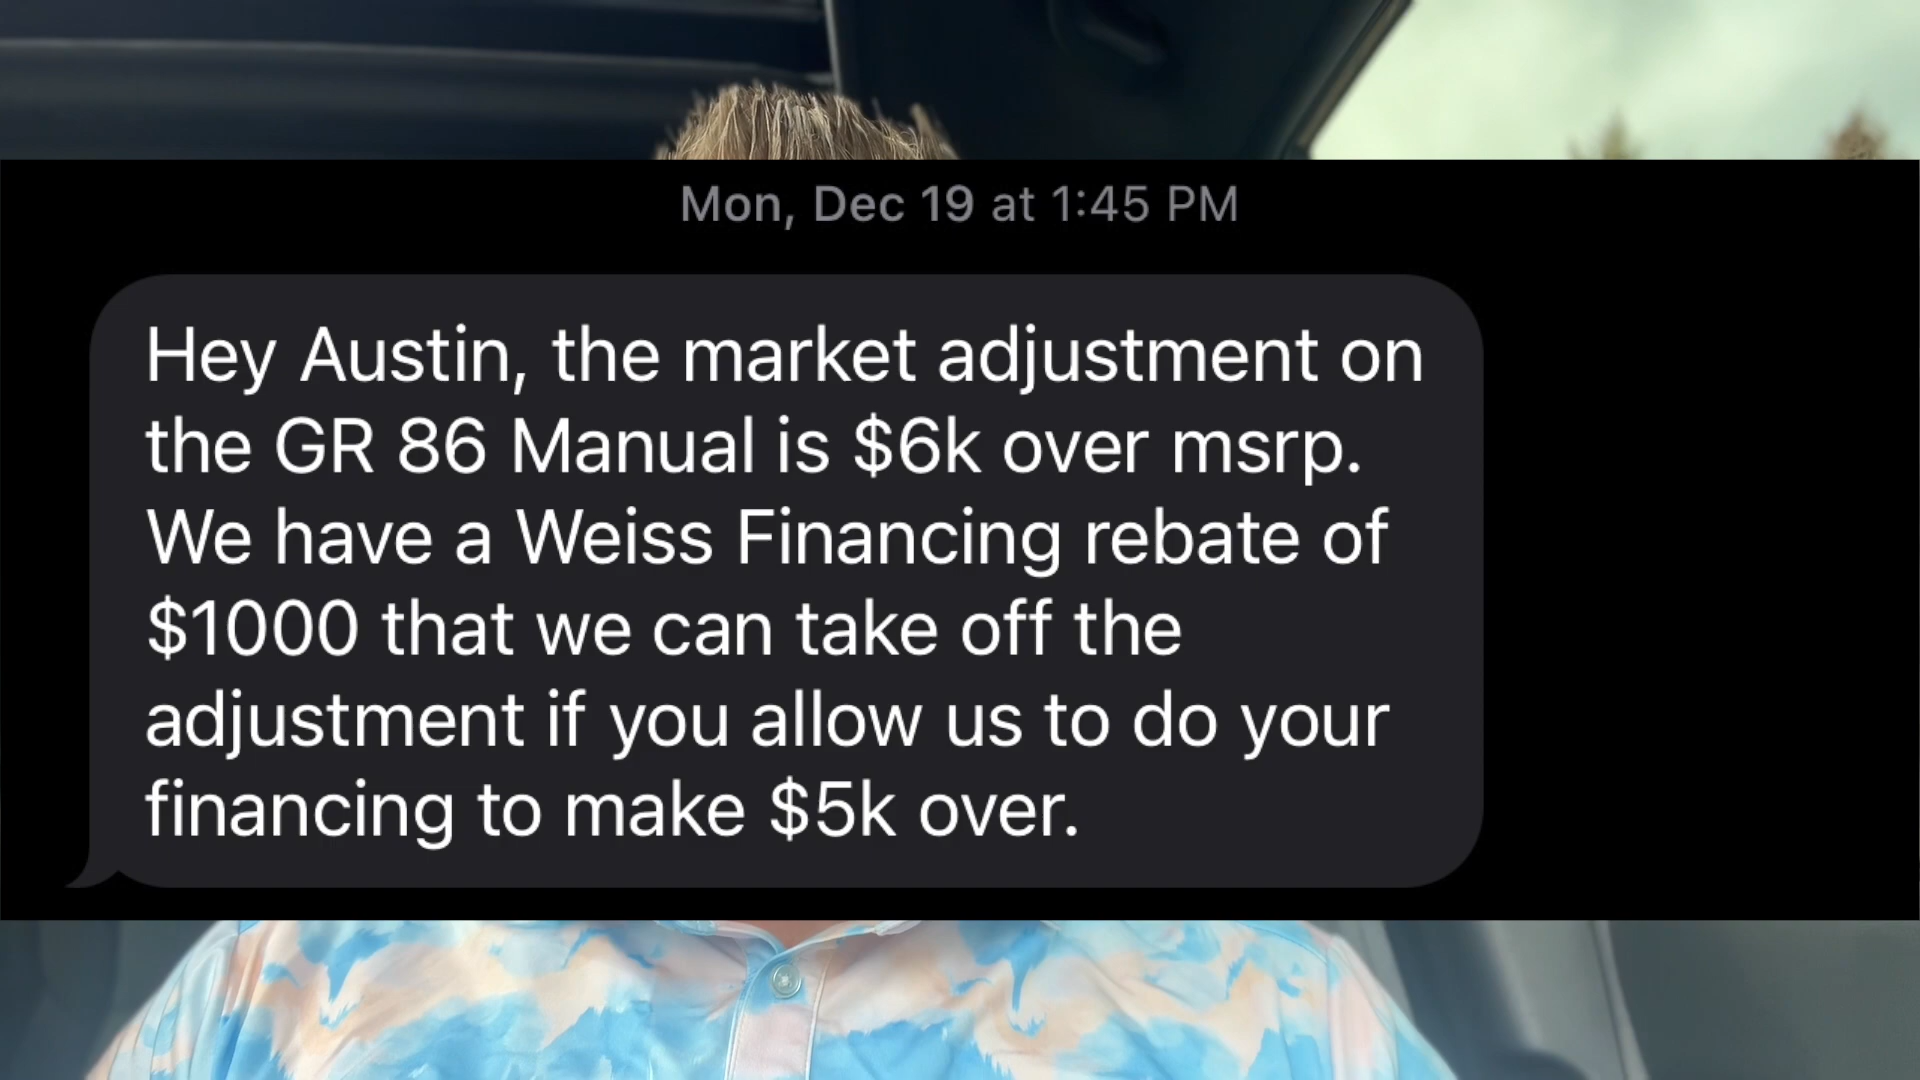 Mon, Dec 19 at 1:45 PM
Hey Austin, the market adjustment on
the GR 86 Manual is $6k over msrp.
We have a Weiss Financing rebate of
$1000 that we can take off the
adjustment if you allow us to do your
financing to make $5k over.